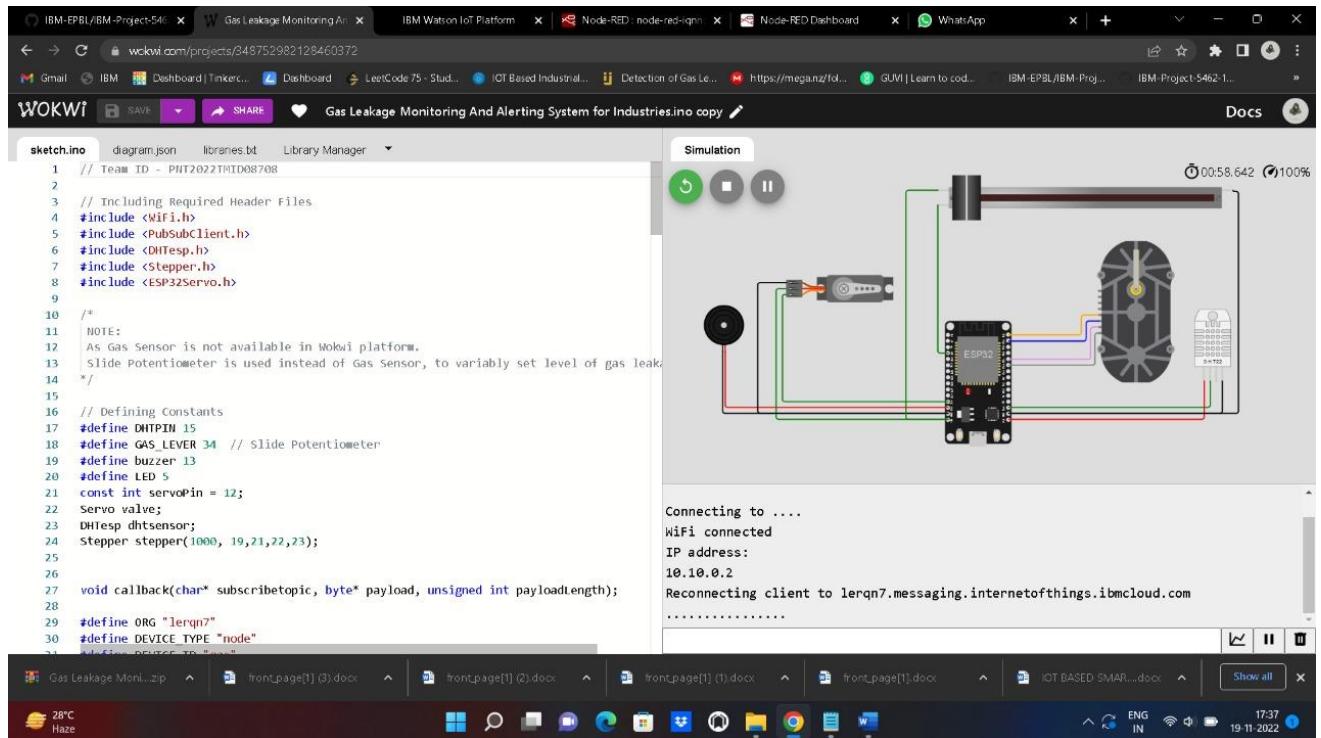 IBM-EPBL/IBM-Project-546
Gas Leakage Monitoring An
IBM Watson IoT Platform
Node-RED : node-red-iqnn
Node-RED Dashboard
WhatsApp
wokwi.com/projects/348752982128460372
Gmail
IBM
Dashboard | Tinkerc...
Dashboard
LeetCode 75 - Stud...
IOT Based Industrial...
Detection of Gas Le...
https://mega.nz/fol...
GUVI | Learn to cod...
IBM-EPBL/IBM-Proj...
IBM-Project-5462-1...
WOKWI
SAVE
SHARE
Gas Leakage Monitoring And Alerting System for Industries.ino copy
Docs
sketch.ino
diagram.json
libraries.txt
Library Manager
1 // Team ID - PNT2022TMID08708
2
3 // Including Required Header Files
4 #include <WiFi.h>
5 #include <PubSubClient.h>
6 #include <DHTesp.h>
7 #include <Stepper.h>
8 #include <ESP32Servo.h>
9
10 /*
11 NOTE:
12 As Gas Sensor is not available in Wokwi platform.
13 Slide Potentiometer is used instead of Gas Sensor, to variably set level of gas leaka
14 */
15
16 // Defining Constants
17 #define DHTPIN 15
18 #define GAS_LEVER 34 // Slide Potentiometer
19 #define buzzer 13
20 #define LED 5
21 const int servoPin = 12;
22 Servo valve;
23 DHTesp dhtsensor;
24 Stepper stepper(1000, 19,21,22,23);
25
26
27 void callback(char* subscribetopic, byte* payload, unsigned int payloadLength);
28
29 #define ORG "lerqn7"
30 #define DEVICE_TYPE "node"
31 #define DEVICE_ID "gas"
Simulation
00:58.642 100%
ESP32
DHT22
Connecting to ....
WiFi connected
IP address:
10.10.0.2
Reconnecting client to lerqn7.messaging.internetofthings.ibmcloud.com
................
Gas Leakage Moni....zip
front_page[1] (3).docx
front_page[1] (2).docx
front_page[1] (1).docx
front_page[1].docx
IOT BASED SMAR....docx
Show all
28°C
Haze
ENG
IN
17:37
19-11-2022